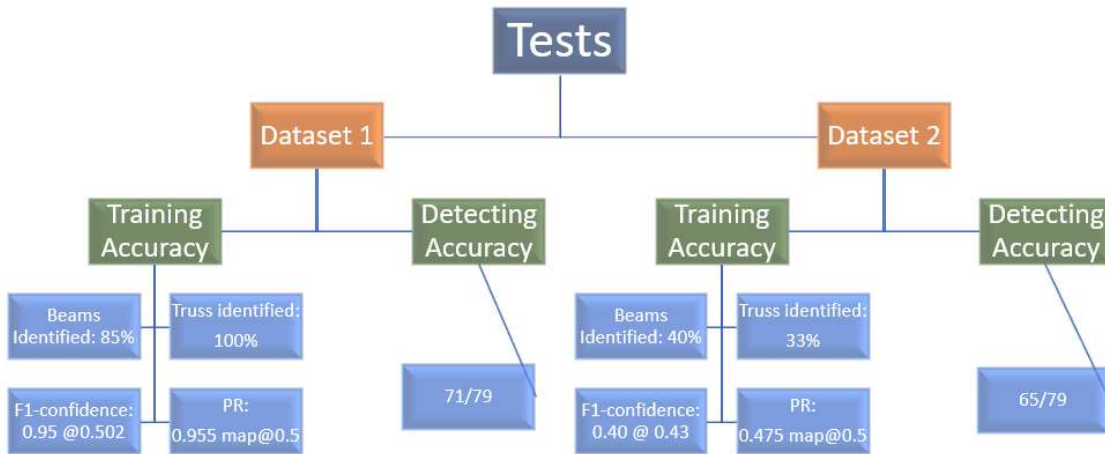 Tests
Dataset 1
Dataset 2
Training
Accuracy
Detecting
Accuracy
Training
Accuracy
Detecting
Accuracy
Beams
Identified: 85%
Truss identified:
100%
Beams
Identified: 40%
Truss identified:
33%
F1-confidence:
0.95 @0.502
PR:
0.955 map@0.5
71/79
F1-confidence:
0.40 @ 0.43
PR:
0.475 map@0.5
65/79